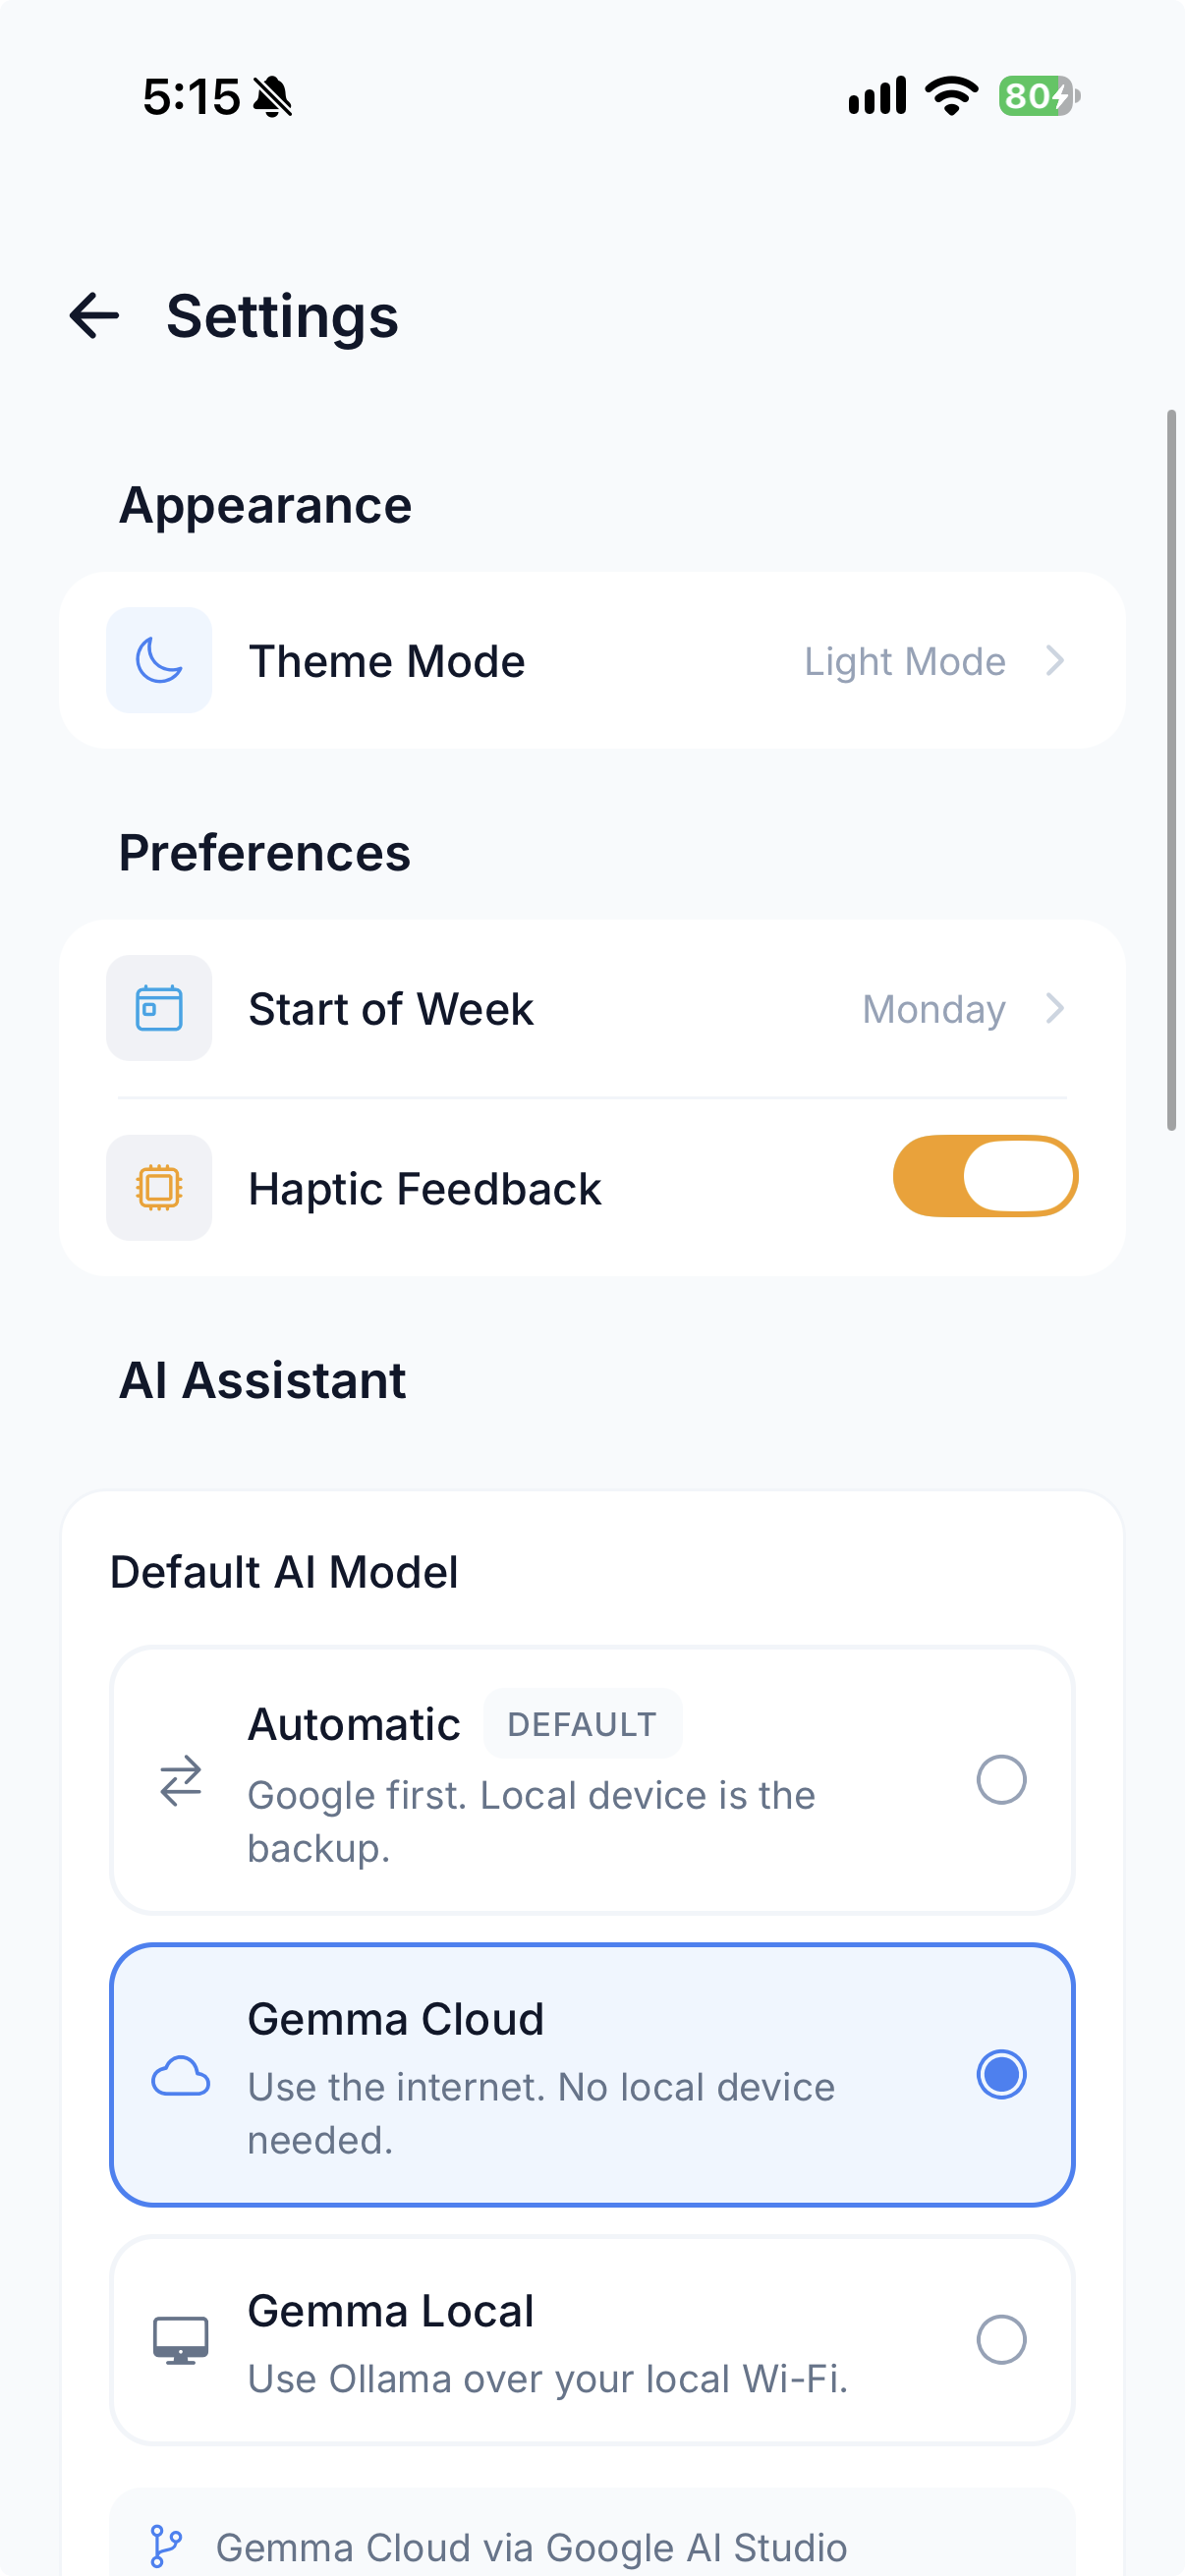 5:15
80
Settings
Appearance
Theme Mode
Light Mode
Preferences
Start of Week
Monday
Haptic Feedback
AI Assistant
Default AI Model
Automatic
DEFAULT
Google first. Local device is the
backup.
Gemma Cloud
Use the internet. No local device
needed.
Gemma Local
Use Ollama over your local Wi-Fi.
Gemma Cloud via Google AI Studio